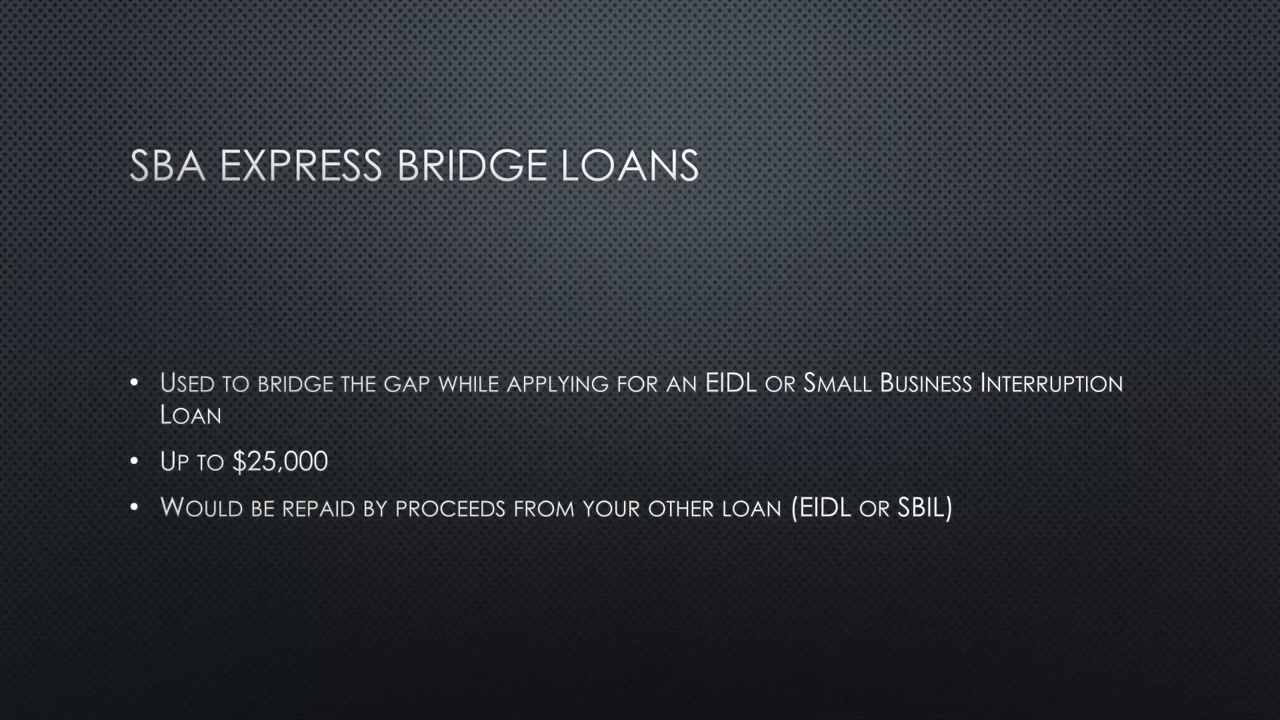 SBA EXPRESS BRIDGE LOANS
• USED TO BRIDGE THE GAP WHILE APPLYING FOR AN EIDL OR SMALL BUSINESS INTERRUPTION
LOAN
• UP TO $25,000
• WOULD BE REPAID BY PROCEEDS FROM YOUR OTHER LOAN (EIDL OR SBIL)